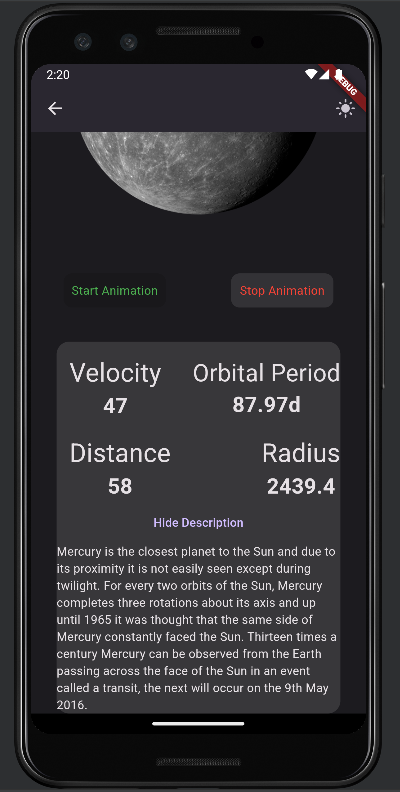 2:20
DEBUG
Start Animation Stop Animation
Velocity Orbital Period
47 87.97d
Distance Radius
58 2439.4
Hide Description
Mercury is the closest planet to the Sun and due to
its proximity it is not easily seen except during
twilight. For every two orbits of the Sun, Mercury
completes three rotations about its axis and up
until 1965 it was thought that the same side of
Mercury constantly faced the Sun. Thirteen times a
century Mercury can be observed from the Earth
passing across the face of the Sun in an event
called a transit, the next will occur on the 9th May
2016.